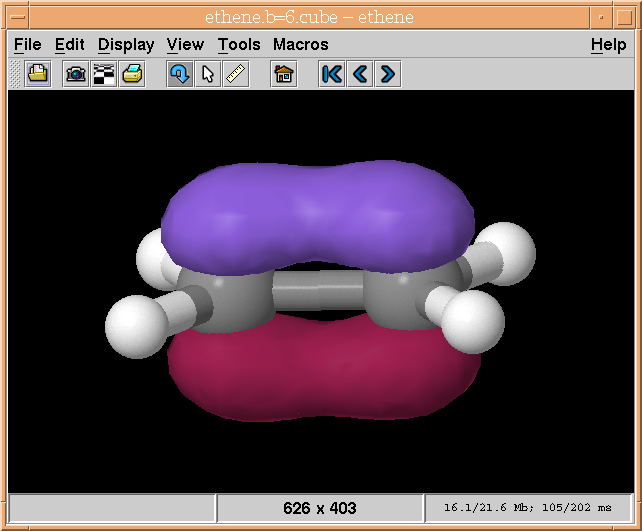 ethene.b=6.cube – ethene
File Edit Display View Tools Macros Help
626 x 403
16.1/21.6 Mb; 105/202 ms